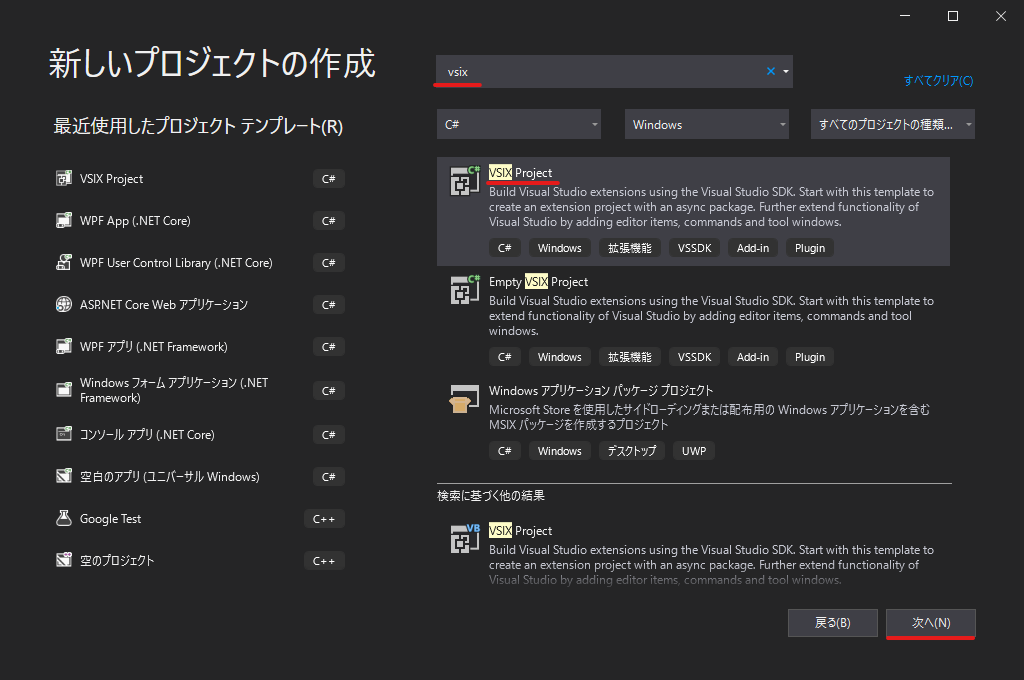 新しいプロジェクトの作成
最近使用したプロジェクト テンプレート(R)
VSIX Project C#
WPF App (.NET Core) C#
WPF User Control Library (.NET Core) C#
ASP.NET Core Web アプリケーション C#
WPF アプリ (.NET Framework) C#
Windows フォーム アプリケーション (.NET
Framework) C#
コンソール アプリ (.NET Core) C#
空白のアプリ (ユニバーサル Windows) C#
Google Test C++
空のプロジェクト C++
vsix
すべてクリア(C)
C# Windows すべてのプロジェクトの種類...
C#
VSIX Project
Build Visual Studio extensions using the Visual Studio SDK. Start with this template to
create an extension project with an async package. Further extend functionality of
Visual Studio by adding editor items, commands and tool windows.
C# Windows 拡張機能 VSSDK Add-in Plugin
C#
Empty VSIX Project
Build Visual Studio extensions using the Visual Studio SDK. Start with this template to
extend functionality of Visual Studio by adding editor items, commands and tool
windows.
C# Windows 拡張機能 VSSDK Add-in Plugin
Windows アプリケーション パッケージ プロジェクト
Microsoft Store を使用したサイドローディングまたは配布用の Windows アプリケーションを含む
MSIX パッケージを作成するプロジェクト
C# Windows デスクトップ UWP
検索に基づく他の結果
VB
VSIX Project
Build Visual Studio extensions using the Visual Studio SDK. Start with this template to
create an extension project with an async package. Further extend functionality of
Visual Studio by adding editor items, commands and tool windows.
戻る(B) 次へ(N)